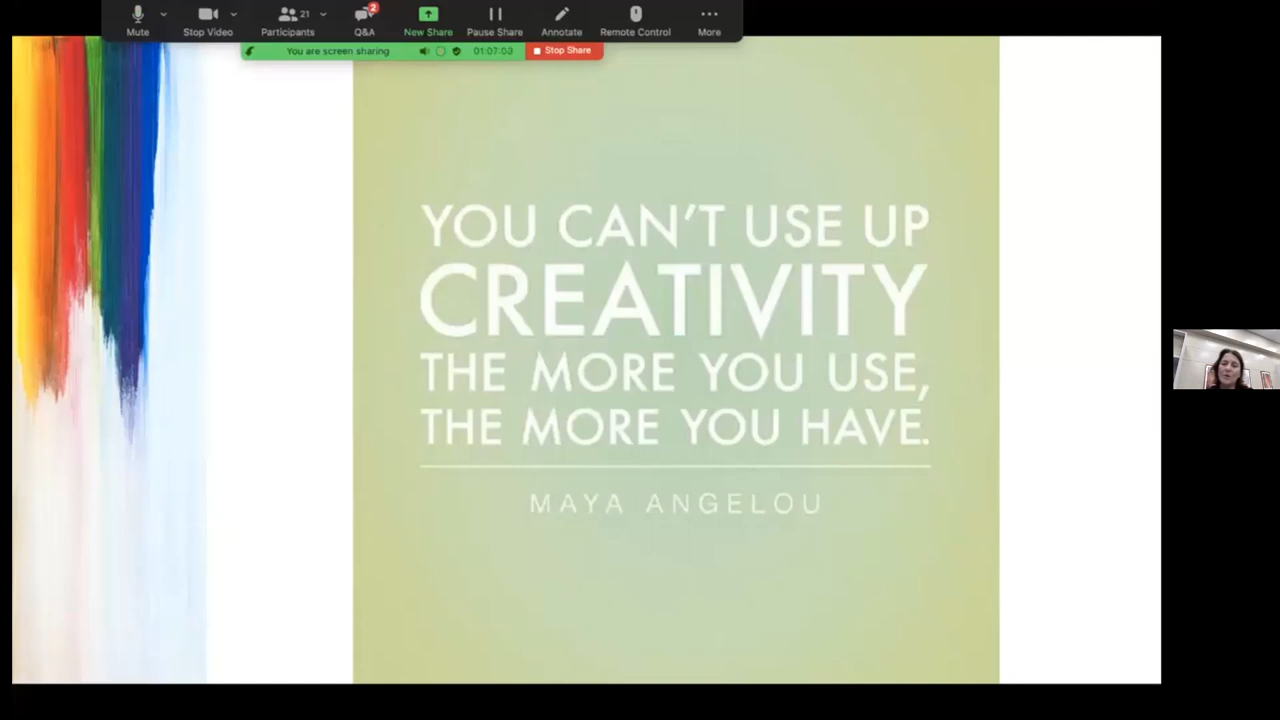 Mute
Stop Video
Participants
21
Q&A
2
New Share
Pause Share
Annotate
Remote Control
More
You are screen sharing
01:07:03
Stop Share
YOU CAN'T USE UP
CREATIVITY
THE MORE YOU USE,
THE MORE YOU HAVE.
MAYA ANGELOU